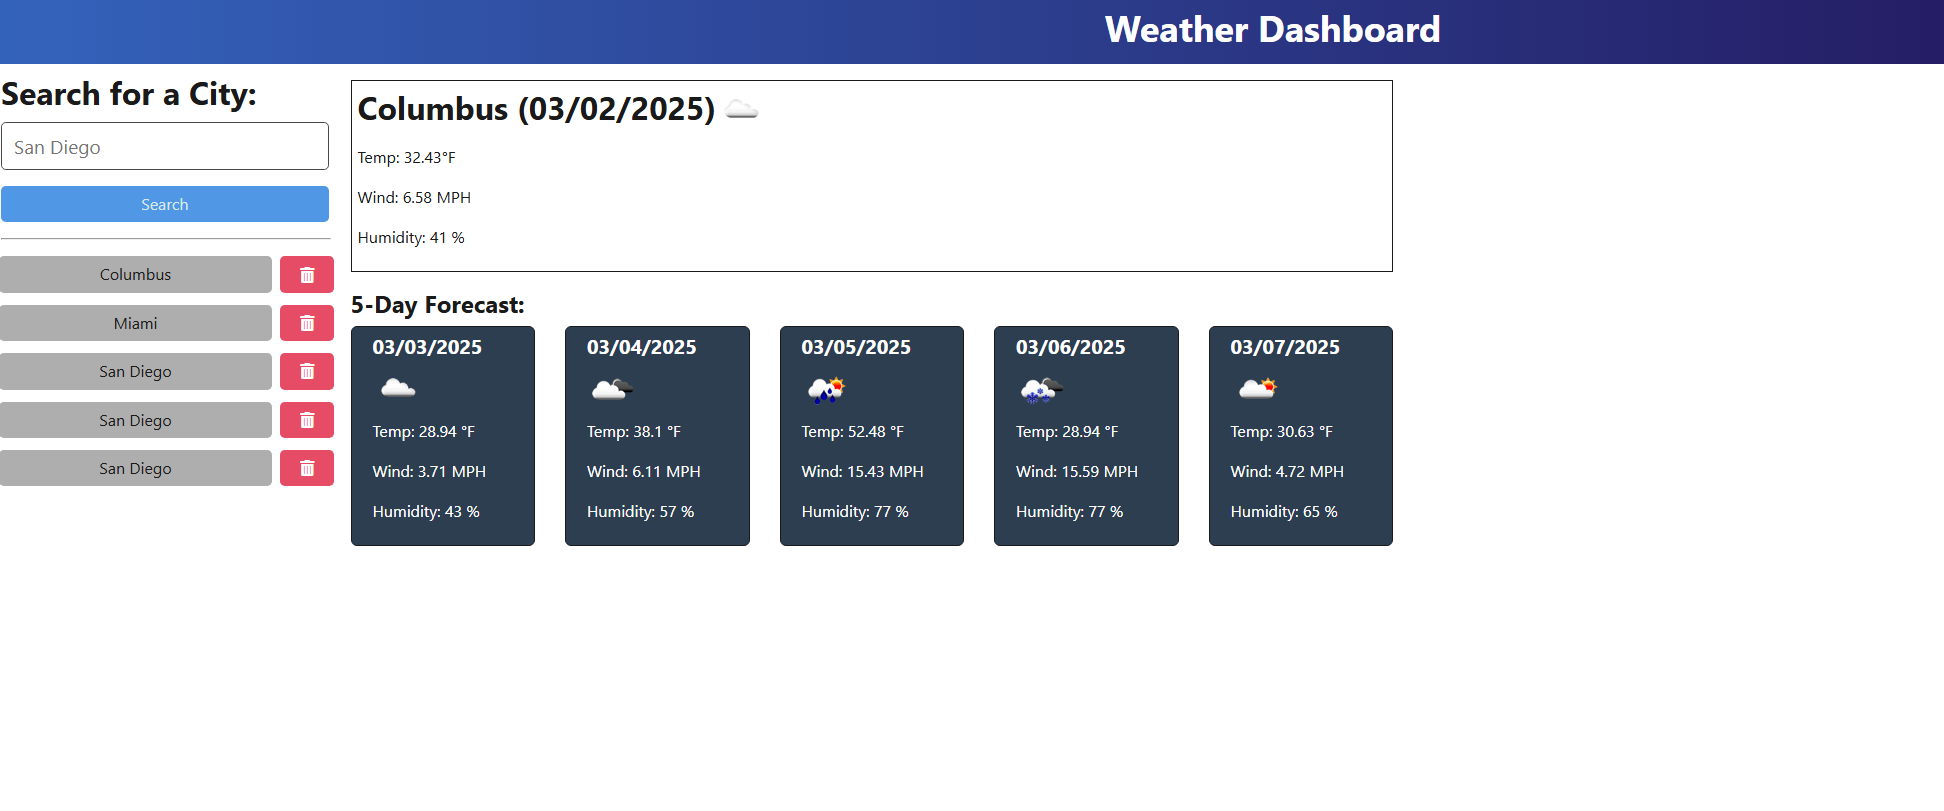 Weather Dashboard
Search for a City:
San Diego
Search
Columbus
Miami
San Diego
San Diego
San Diego
Columbus (03/02/2025)
Temp: 32.43°F
Wind: 6.58 MPH
Humidity: 41 %
5-Day Forecast:
03/03/2025
Temp: 28.94 °F
Wind: 3.71 MPH
Humidity: 43 %
03/04/2025
Temp: 38.1 °F
Wind: 6.11 MPH
Humidity: 57 %
03/05/2025
Temp: 52.48 °F
Wind: 15.43 MPH
Humidity: 77 %
03/06/2025
Temp: 28.94 °F
Wind: 15.59 MPH
Humidity: 77 %
03/07/2025
Temp: 30.63 °F
Wind: 4.72 MPH
Humidity: 65 %